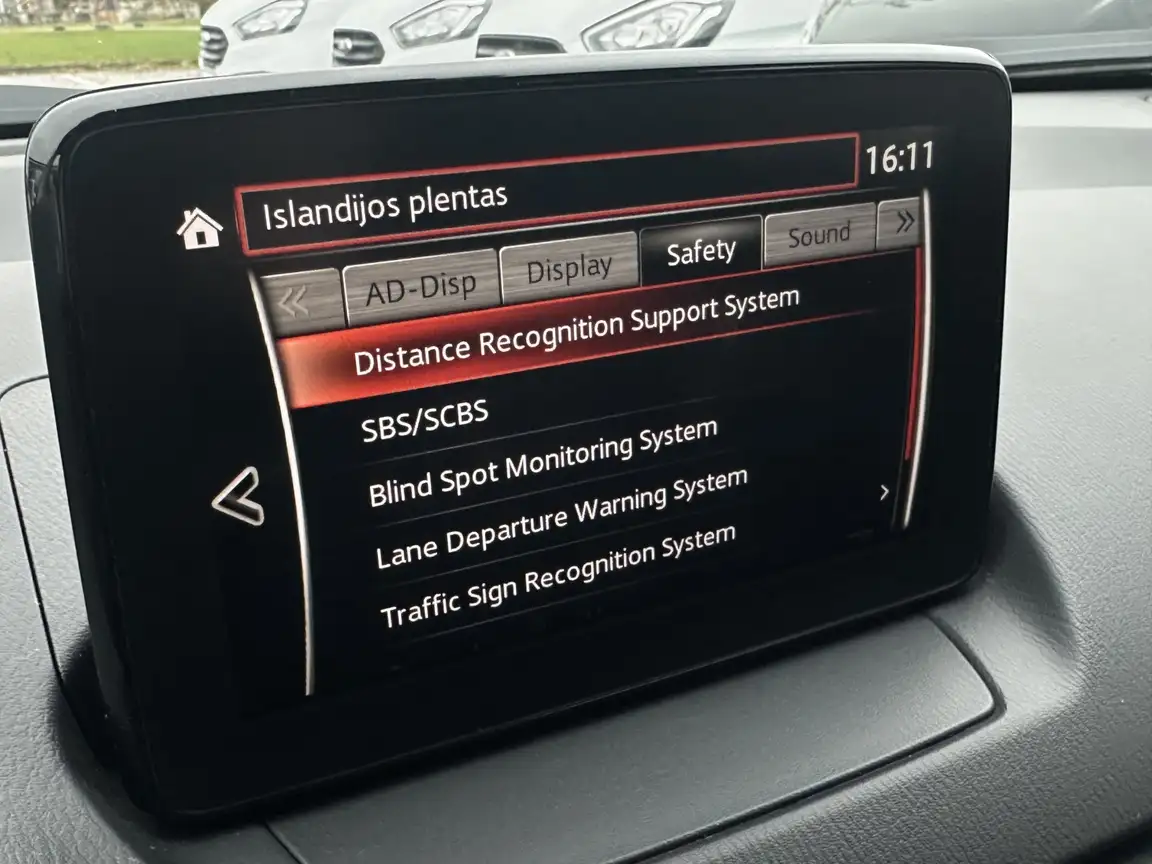 Islandijos plentas
16:11
« AD-Disp Display Safety Sound »
Distance Recognition Support System
SBS/SCBS
Blind Spot Monitoring System
Lane Departure Warning System
Traffic Sign Recognition System